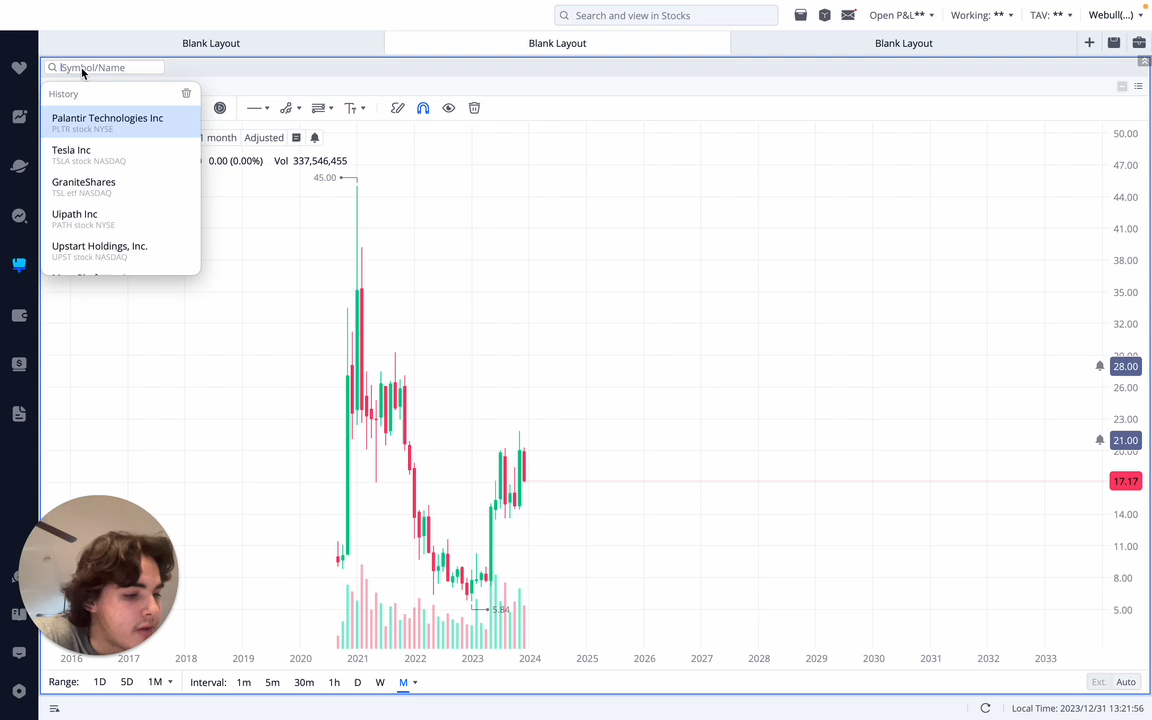 Search and view in Stocks
Open P&L**
Working: **
TAV: **
Webull(...)
Blank Layout
Blank Layout
Blank Layout
Symbol/Name
History
Palantir Technologies Inc
PLTR stock NYSE
Tesla Inc
TSLA stock NASDAQ
GraniteShares
TSL etf NASDAQ
Uipath Inc
PATH stock NYSE
Upstart Holdings, Inc.
UPST stock NASDAQ
1 month Adjusted
0.00 (0.00%) Vol 337,546,455
45.00
5.84
50.00
47.00
44.00
41.00
38.00
35.00
32.00
29.00
28.00
26.00
23.00
21.00
20.00
17.17
14.00
11.00
8.00
5.00
2016 2017 2018 2019 2020 2021 2022 2023 2024 2025 2026 2027 2028 2029 2030 2031 2032 2033
Range: 1D 5D 1M Interval: 1m 5m 30m 1h D W M
Ext. Auto
Local Time: 2023/12/31 13:21:56